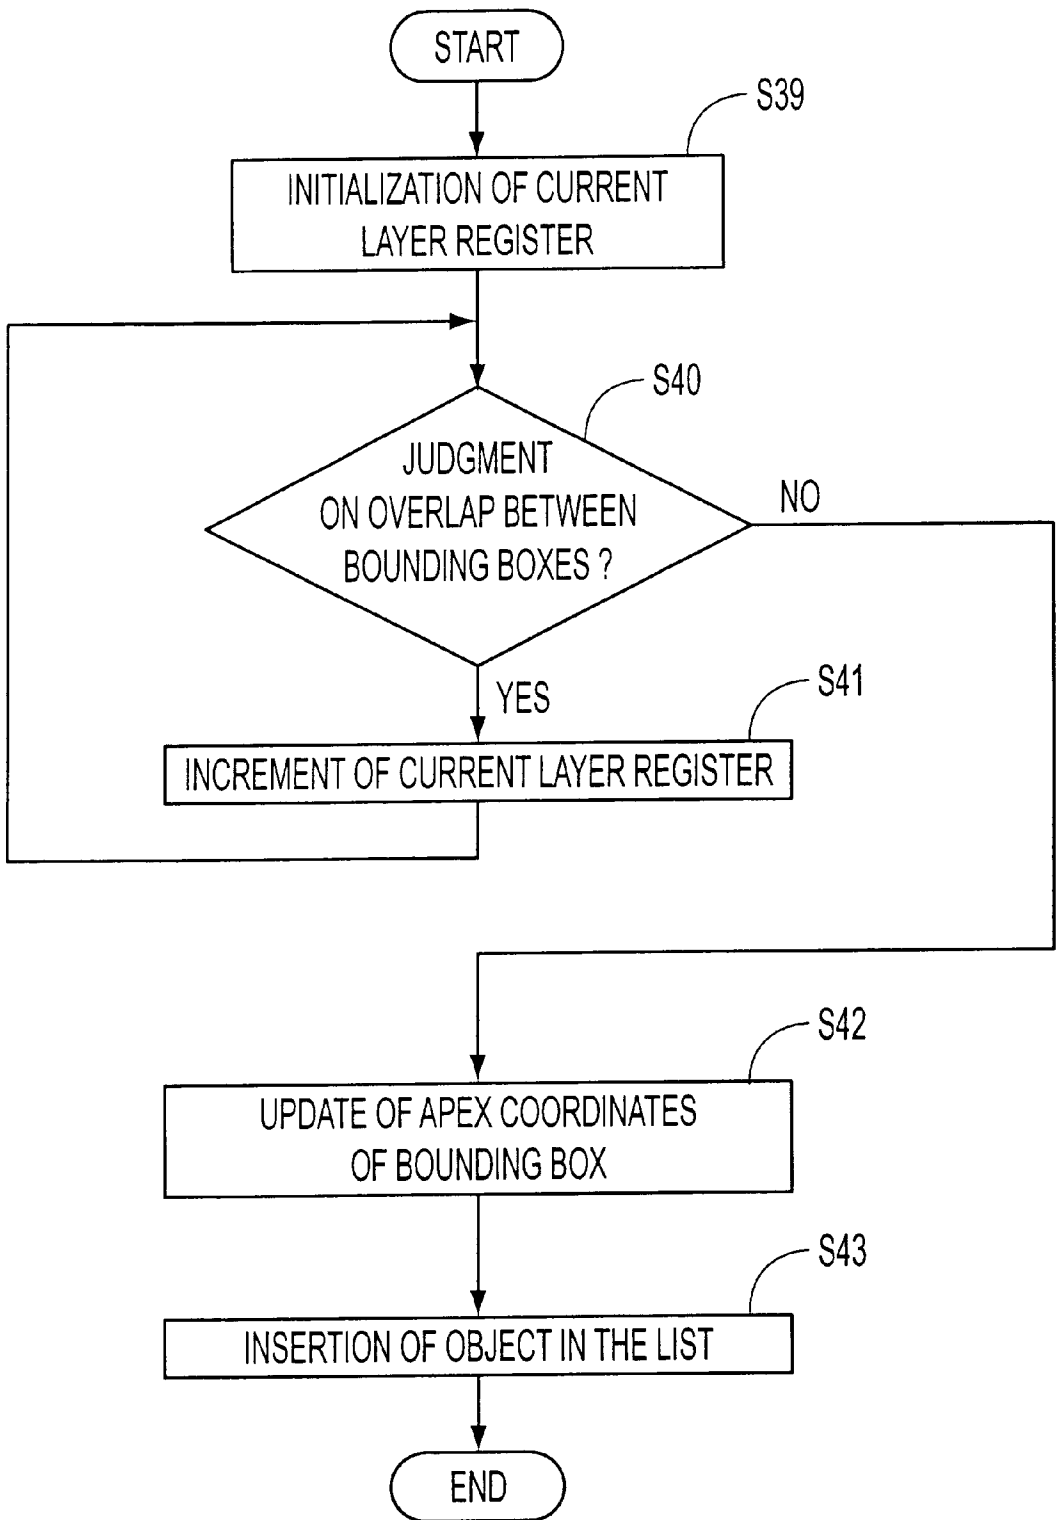 START
S39
INITIALIZATION OF CURRENT
LAYER REGISTER
S40
JUDGMENT
ON OVERLAP BETWEEN
BOUNDING BOXES ?
NO
YES
S41
INCREMENT OF CURRENT LAYER REGISTER
S42
UPDATE OF APEX COORDINATES
OF BOUNDING BOX
S43
INSERTION OF OBJECT IN THE LIST
END